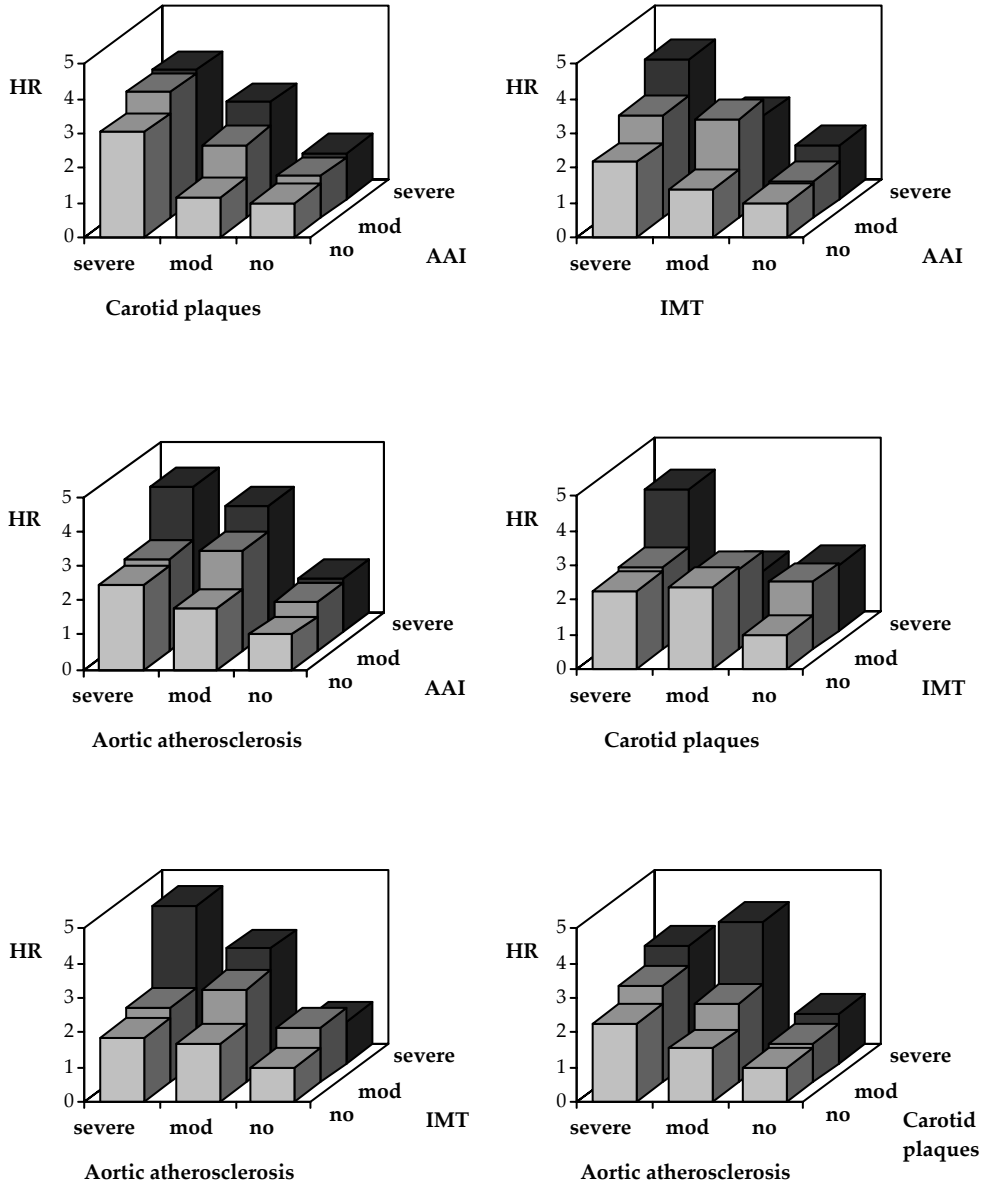 HR
5
4
3
2
1
0
severe mod no
no
mod
severe
AAI
Carotid plaques
HR
5
4
3
2
1
0
severe mod no
no
mod
severe
AAI
IMT
HR
5
4
3
2
1
0
severe mod no
no
mod
severe
AAI
Aortic atherosclerosis
HR
5
4
3
2
1
0
severe mod no
no
mod
severe
IMT
Carotid plaques
HR
5
4
3
2
1
0
severe mod no
no
mod
severe
IMT
Aortic atherosclerosis
HR
5
4
3
2
1
0
severe mod no
no
mod
severe
Carotid
plaques
Aortic atherosclerosis